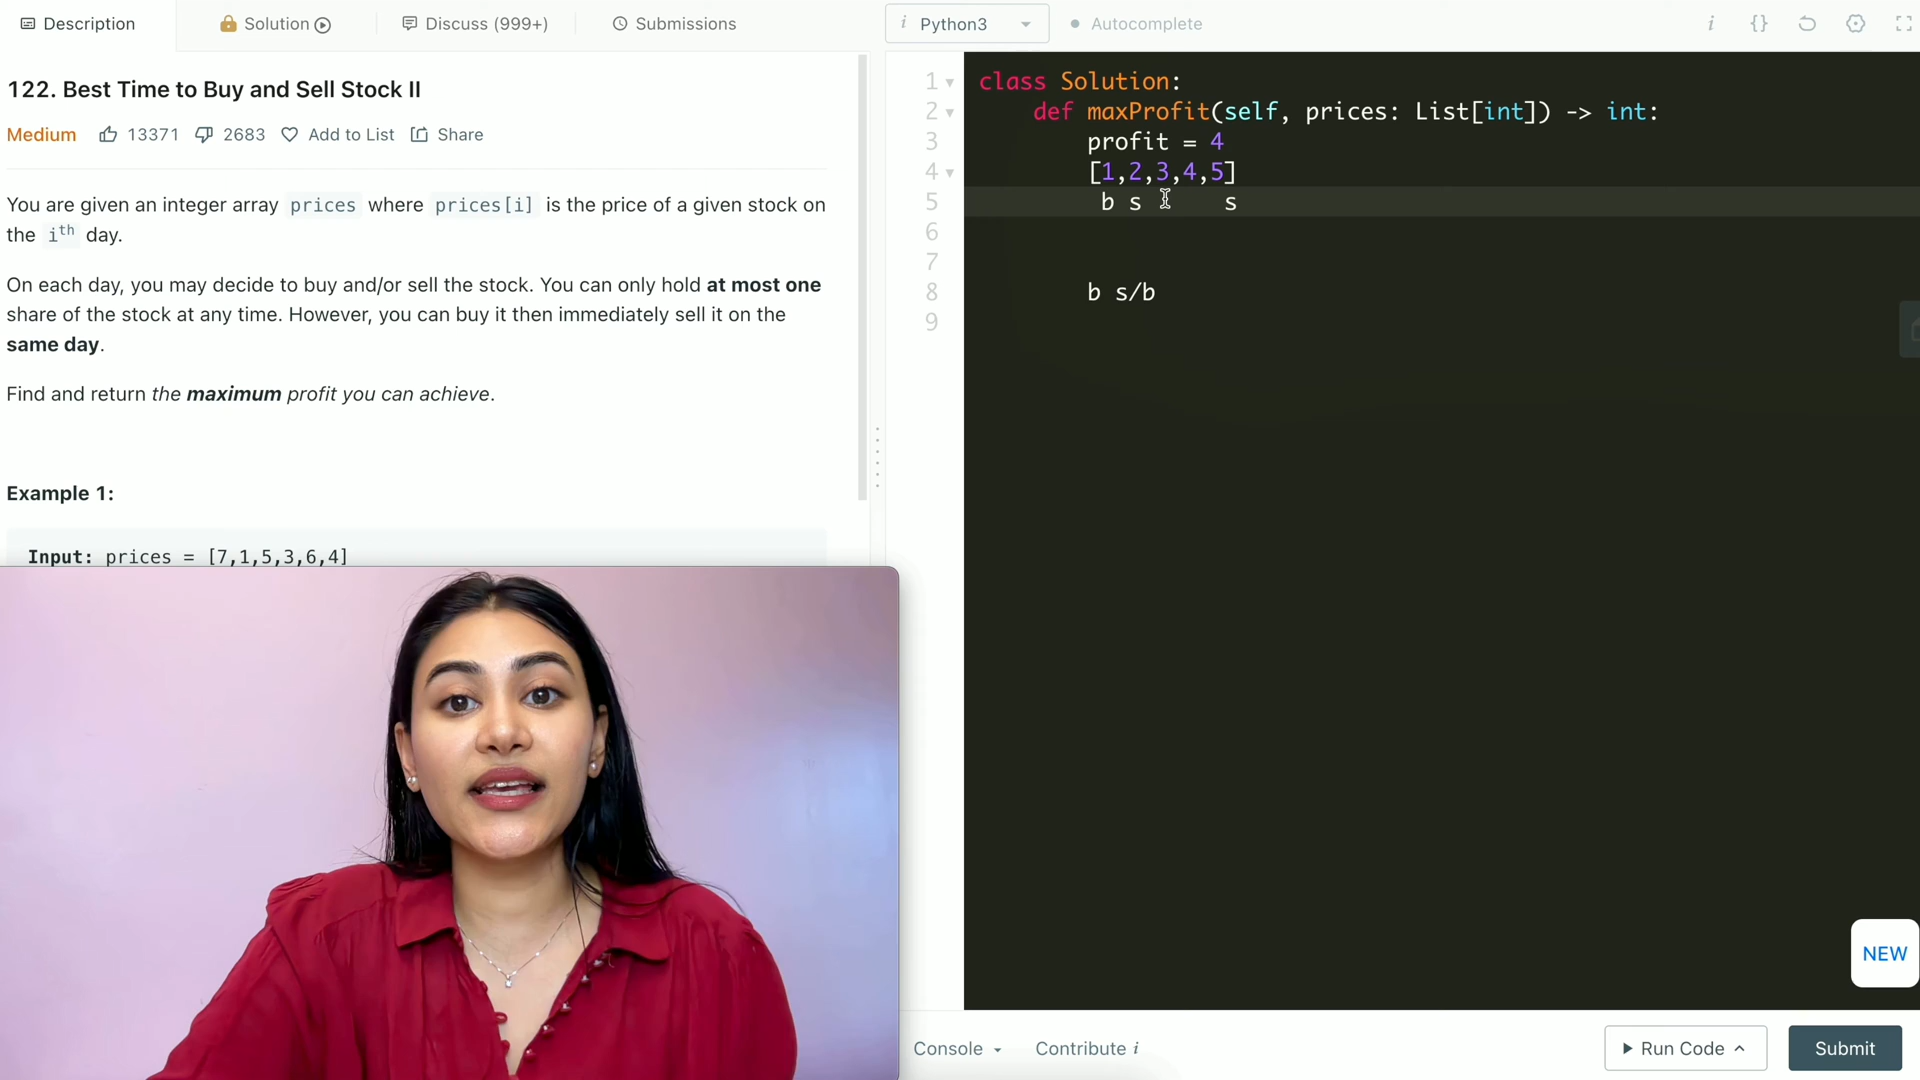 Description
Solution
Discuss (999+)
Submissions
i Python3
Autocomplete
i {}
122. Best Time to Buy and Sell Stock II
Medium 13371 2683 Add to List Share
You are given an integer array prices where prices[i] is the price of a given stock on
the ith day.
On each day, you may decide to buy and/or sell the stock. You can only hold at most one
share of the stock at any time. However, you can buy it then immediately sell it on the
same day.
Find and return the maximum profit you can achieve.
Example 1:
Input: prices = [7,1,5,3,6,4]
1 class Solution:
2 def maxProfit(self, prices: List[int]) -> int:
3 profit = 4
4 [1,2,3,4,5]
5 b s s
6
7
8 b s/b
9
NEW
Console
Contribute i
Run Code
Submit